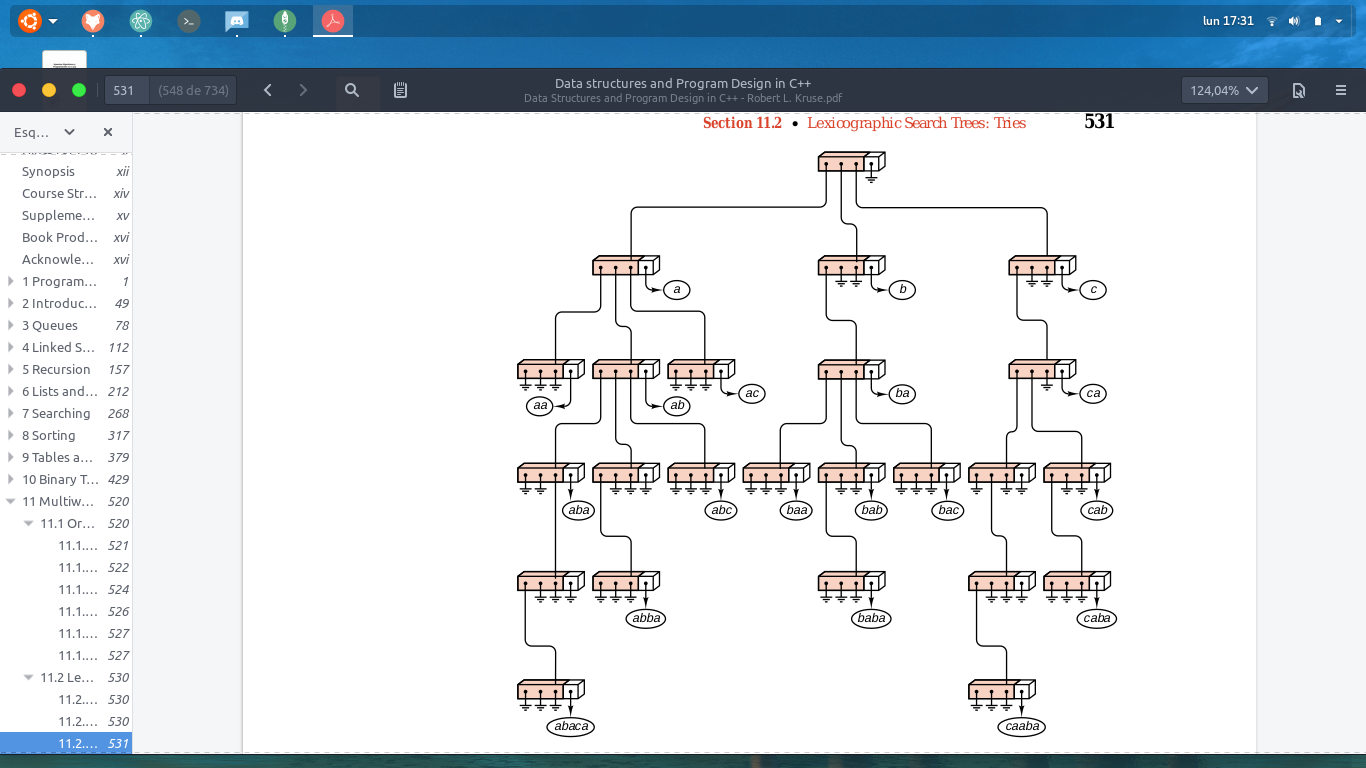 lun 17:31
531 (548 de 734)
Data structures and Program Design in C++
Data Structures and Program Design in C++ - Robert L. Kruse.pdf
124,04%
Esq...
Synopsis xii
Course Str... xiv
Suppleme... xv
Book Prod... xvi
Acknowle... xvi
1 Program... 1
2 Introduc... 49
3 Queues 78
4 Linked S... 112
5 Recursion 157
6 Lists and... 212
7 Searching 268
8 Sorting 317
9 Tables a... 379
10 Binary T... 429
11 Multiw... 520
11.1 Or... 520
11.1.... 521
11.1.... 522
11.1.... 524
11.1.... 526
11.1.... 527
11.1.... 527
11.2 Le... 530
11.2.... 530
11.2.... 530
11.2.... 531
Section 11.2 • Lexicographic Search Trees: Tries 531
a b c
aa ab ac ba ca
aba abc baa bab bac cab
abba baba caba
abaca caaba